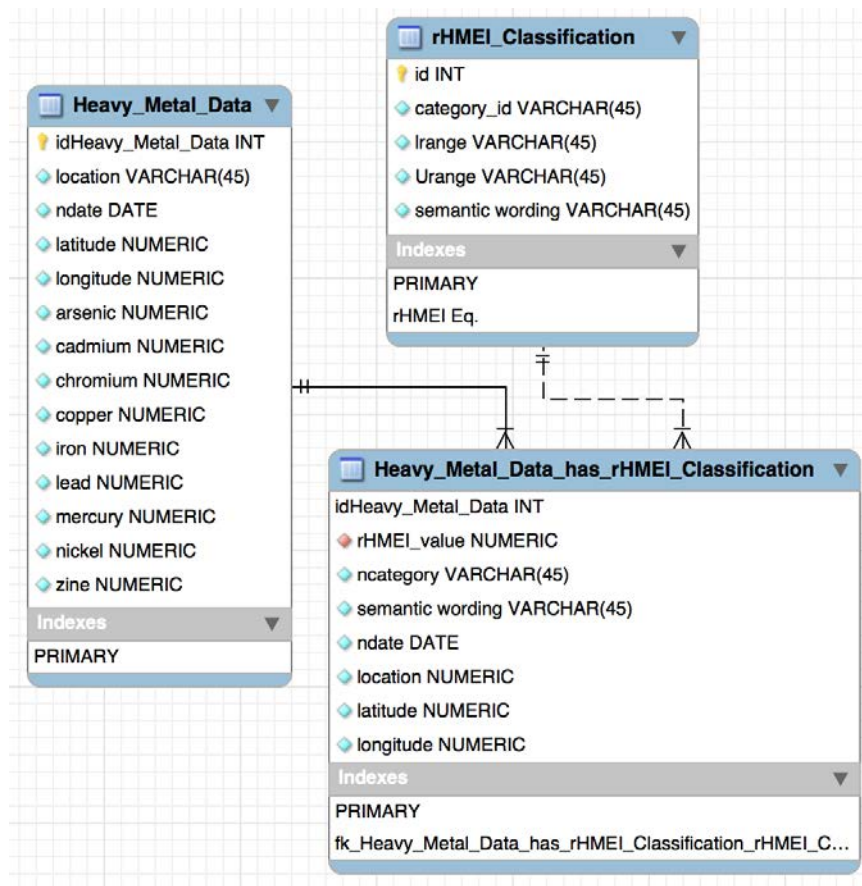 rHMEI_Classification
id INT
category_id VARCHAR(45)
lrange VARCHAR(45)
Urange VARCHAR(45)
semantic wording VARCHAR(45)
Indexes
PRIMARY
rHMEI Eq.
Heavy_Metal_Data
idHeavy_Metal_Data INT
location VARCHAR(45)
ndate DATE
latitude NUMERIC
longitude NUMERIC
arsenic NUMERIC
cadmium NUMERIC
chromium NUMERIC
copper NUMERIC
iron NUMERIC
lead NUMERIC
mercury NUMERIC
nickel NUMERIC
zine NUMERIC
Indexes
PRIMARY
Heavy_Metal_Data_has_rHMEI_Classification
idHeavy_Metal_Data INT
rHMEI_value NUMERIC
ncategory VARCHAR(45)
semantic wording VARCHAR(45)
ndate DATE
location NUMERIC
latitude NUMERIC
longitude NUMERIC
Indexes
PRIMARY
fk_Heavy_Metal_Data_has_rHMEI_Classification_rHMEI_C...